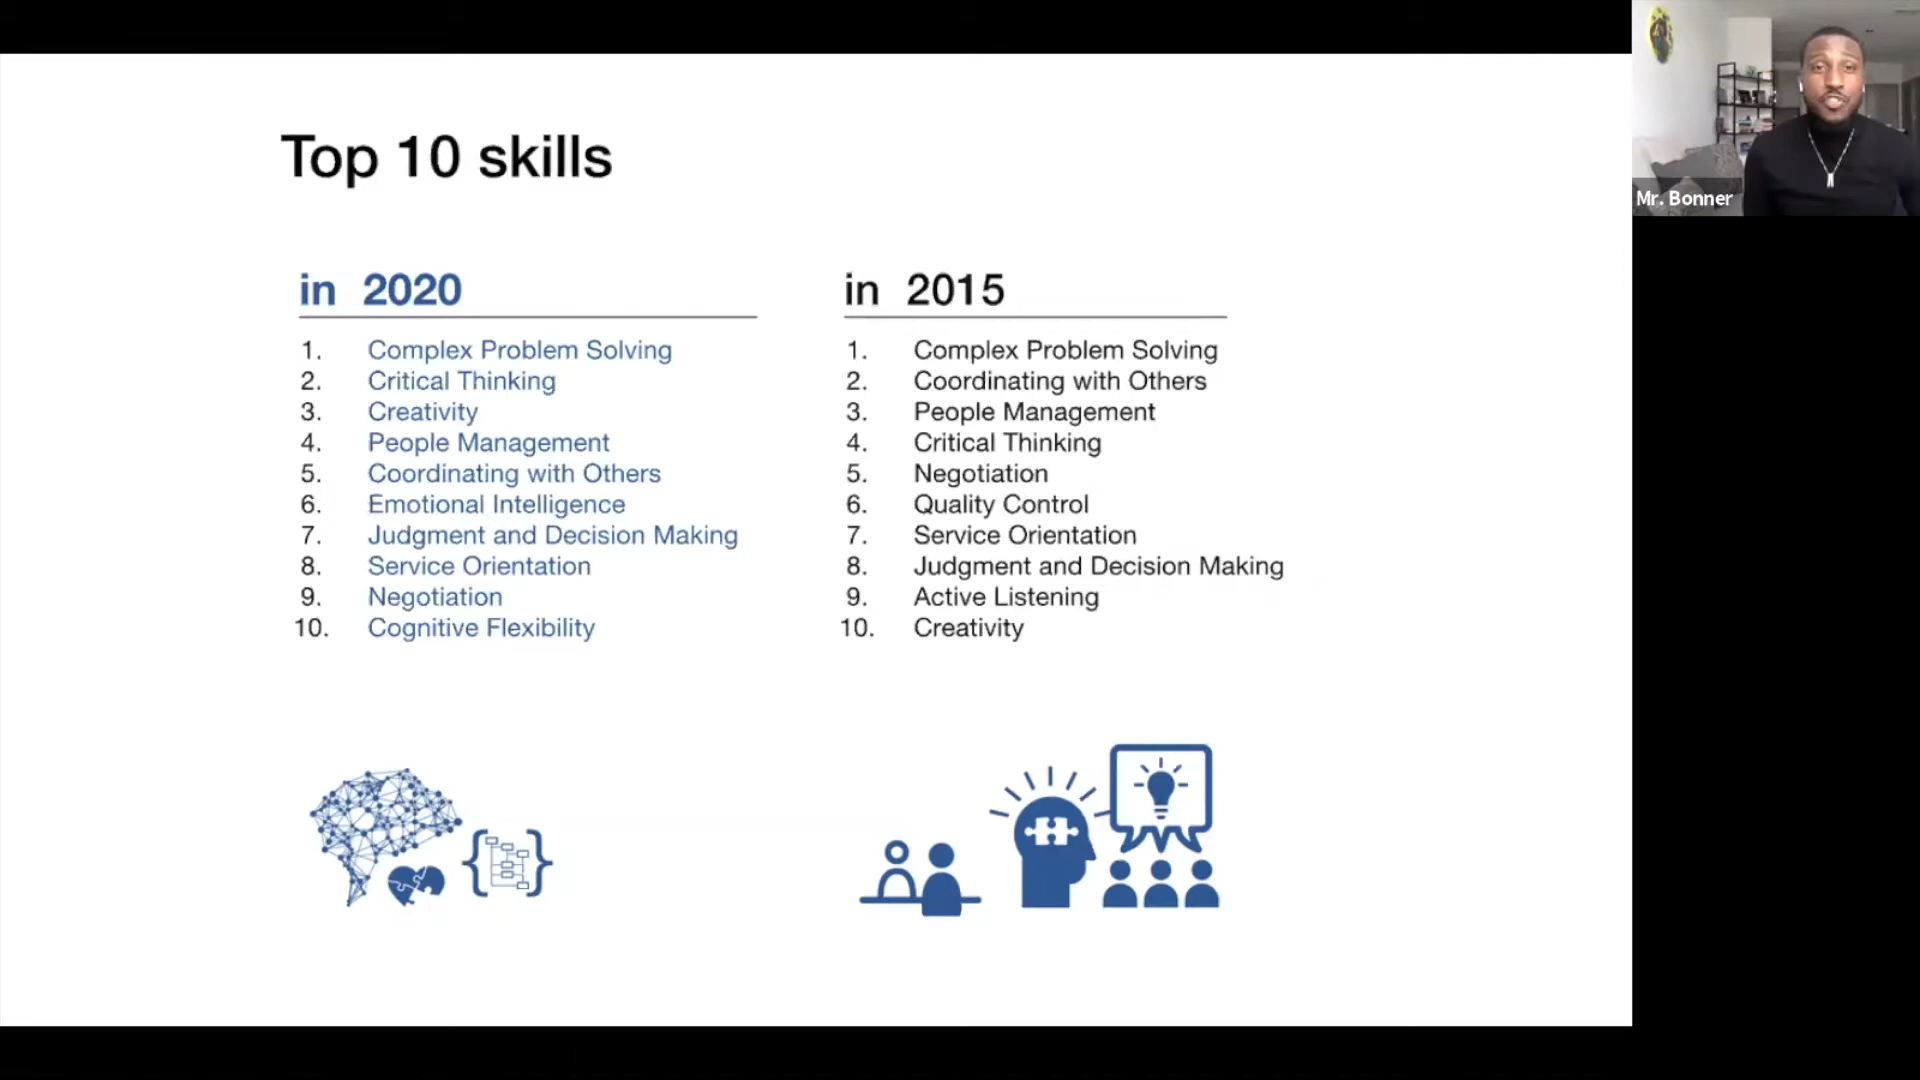 Top 10 skills
in 2020
1. Complex Problem Solving
2. Critical Thinking
3. Creativity
4. People Management
5. Coordinating with Others
6. Emotional Intelligence
7. Judgment and Decision Making
8. Service Orientation
9. Negotiation
10. Cognitive Flexibility
in 2015
1. Complex Problem Solving
2. Coordinating with Others
3. People Management
4. Critical Thinking
5. Negotiation
6. Quality Control
7. Service Orientation
8. Judgment and Decision Making
9. Active Listening
10. Creativity
Mr. Bonner